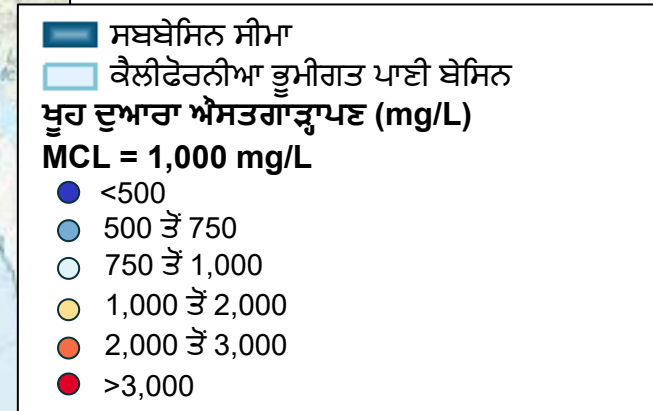 ਸਬਬੇਸਿਨ ਸੀਮਾ
ਕੈਲੀਫੋਰਨੀਆ ਭੂਮੀਗਤ ਪਾਣੀ ਬੇਸਿਨ
ਖੂਹ ਦੁਆਰਾ ਔਸਤਗਾੜ੍ਹਾਪਣ (mg/L)
MCL = 1,000 mg/L
<500
500 ਤੋਂ 750
750 ਤੋਂ 1,000
1,000 ਤੋਂ 2,000
2,000 ਤੋਂ 3,000
>3,000